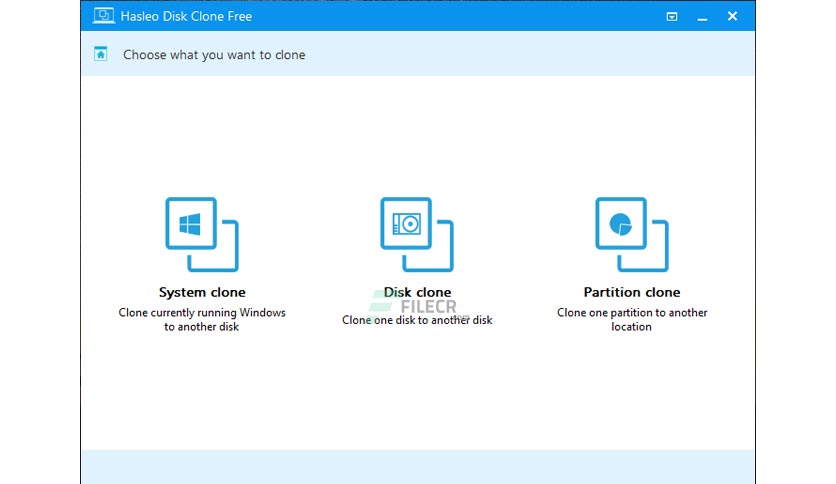 Hasleo Disk Clone Free
Choose what you want to clone
System clone
Clone currently running Windows
to another disk
Disk clone
FILECR
Clone one disk to another disk
Partition clone
Clone one partition to another
location